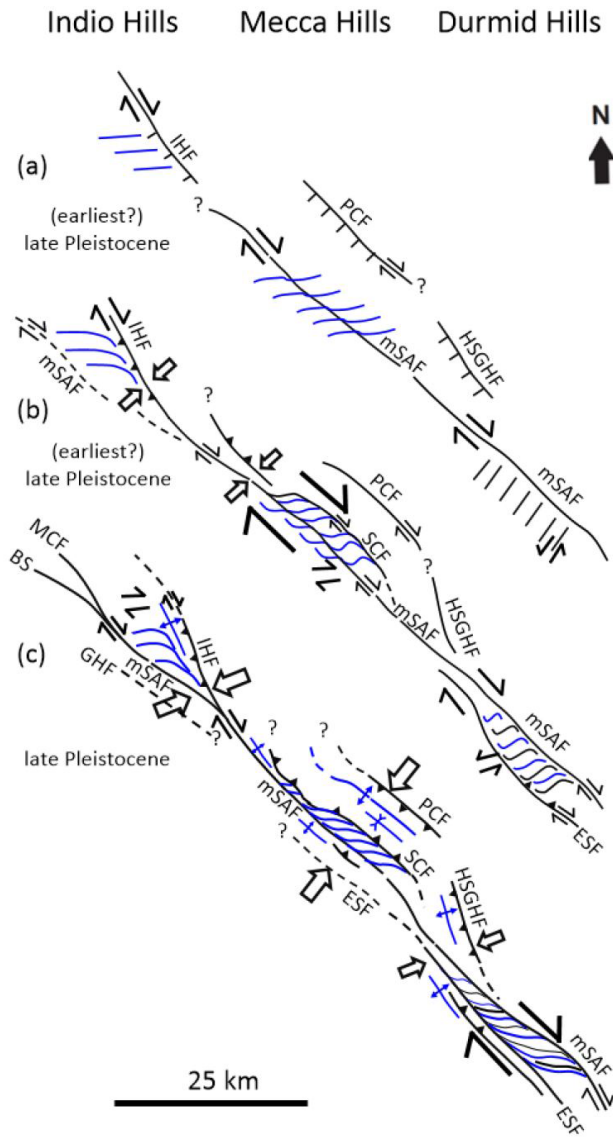 Indio Hills Mecca Hills Durmid Hills
N
(a)
IHF
(earliest?)
late Pleistocene
?
PCF
?
mSAF
HSGHF
mSAF
(b)
IHF
mSAF
(earliest?)
late Pleistocene
?
PCF
SCF
?
mSAF
HSGHF
mSAF
ESF
(c)
MCF
BS
IHF
mSAF
GHF
?
late Pleistocene
?
?
PCF
mSAF
SCF
?
ESF
HSGHF
mSAF
ESF
25 km